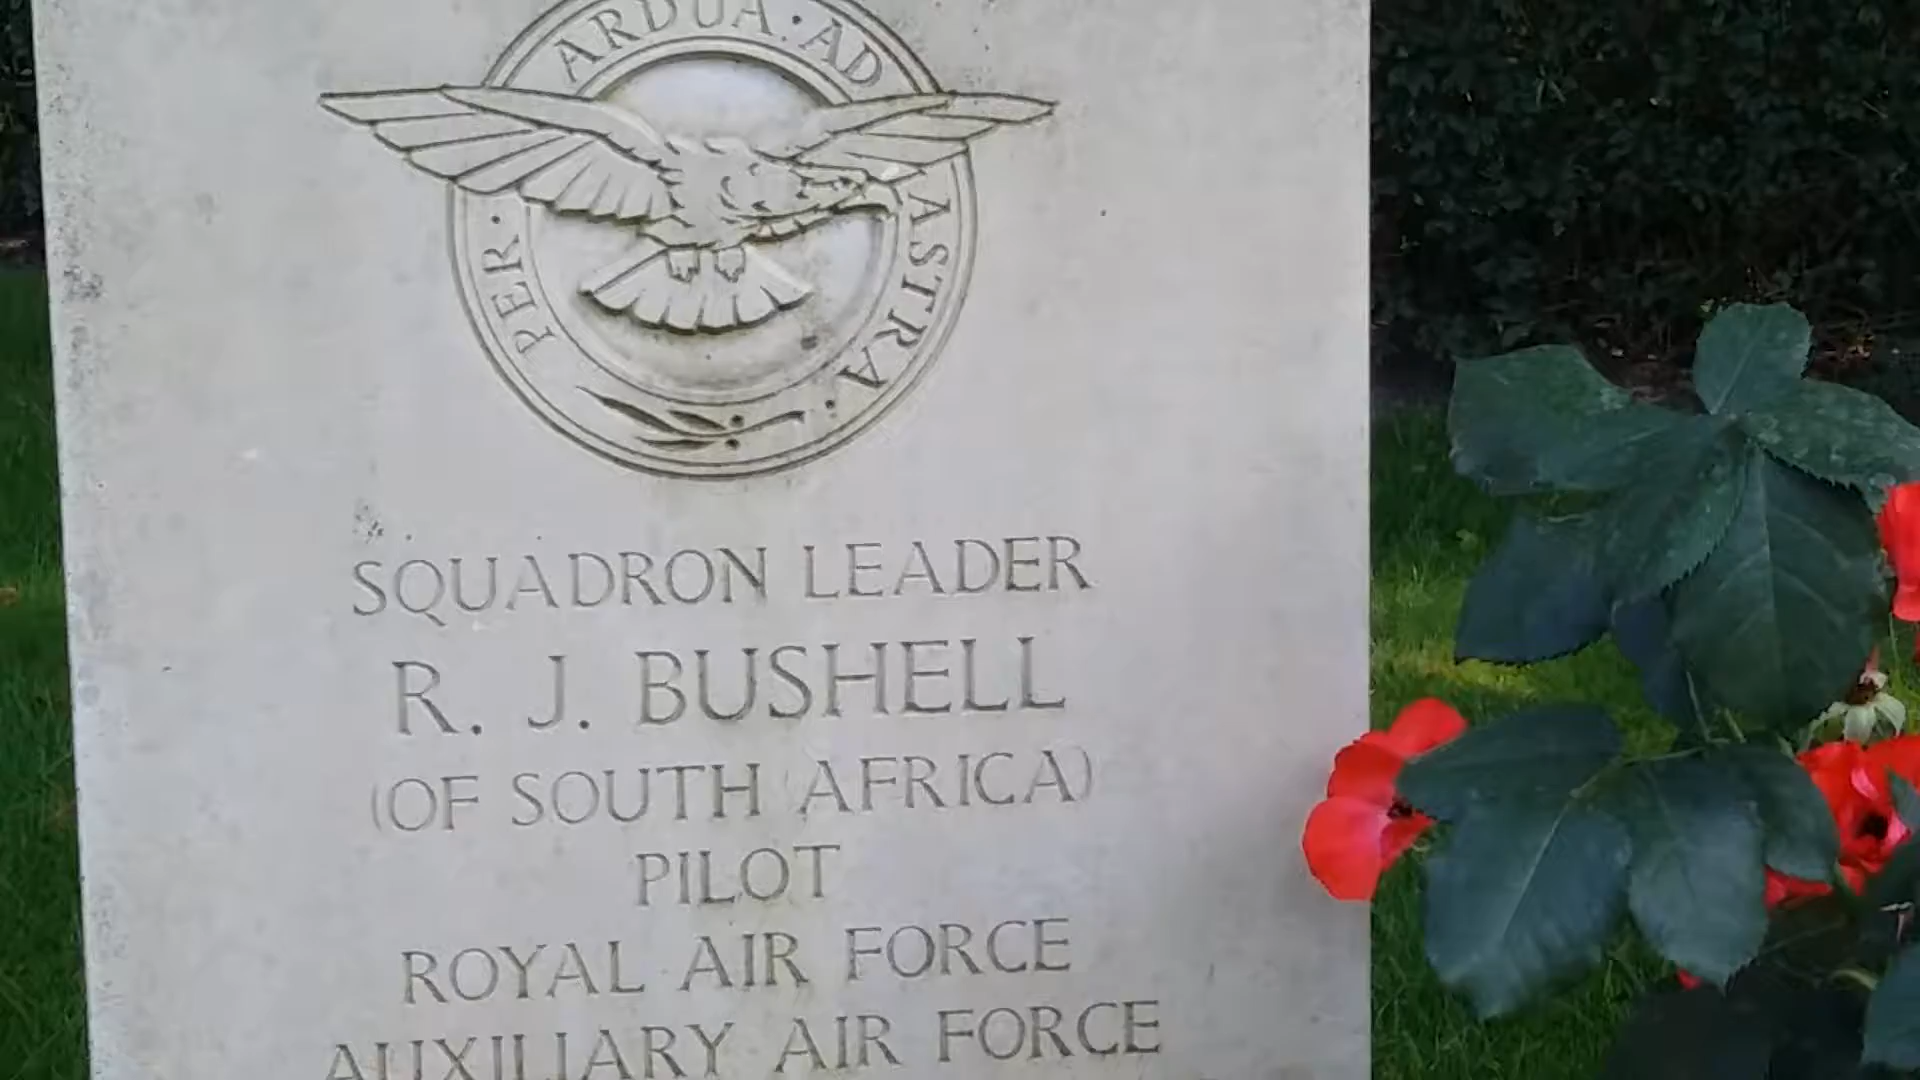 PER · ARDUA · AD ASTRA ·
SQUADRON LEADER
R. J. BUSHELL
(OF SOUTH AFRICA)
PILOT
ROYAL AIR FORCE
AUXILIARY AIR FORCE